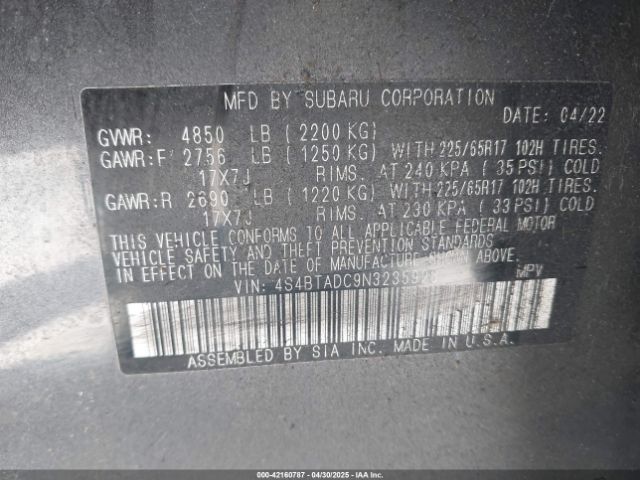 MFD BY SUBARU CORPORATION
DATE: 04/22
GVWR: 4850 LB (2200 KG)
GAWR:F 2756 LB (1250 KG) WITH 225/65R17 102H TIRES.
17X7J RIMS. AT 240 KPA (35 PSI) COLD
GAWR:R 2690 LB (1220 KG) WITH 225/65R17 102H TIRES.
17X7J RIMS. AT 230 KPA (33 PSI) COLD
THIS VEHICLE CONFORMS TO ALL APPLICABLE FEDERAL MOTOR
VEHICLE SAFETY AND THEFT PREVENTION STANDARDS
IN EFFECT ON THE DATE OF MANUFACTURE SHOWN ABOVE.
VIN: MPV
ASSEMBLED BY SIA INC. MADE IN U.S.A.
000-42160787 - 04/30/2025 - IAAI.com